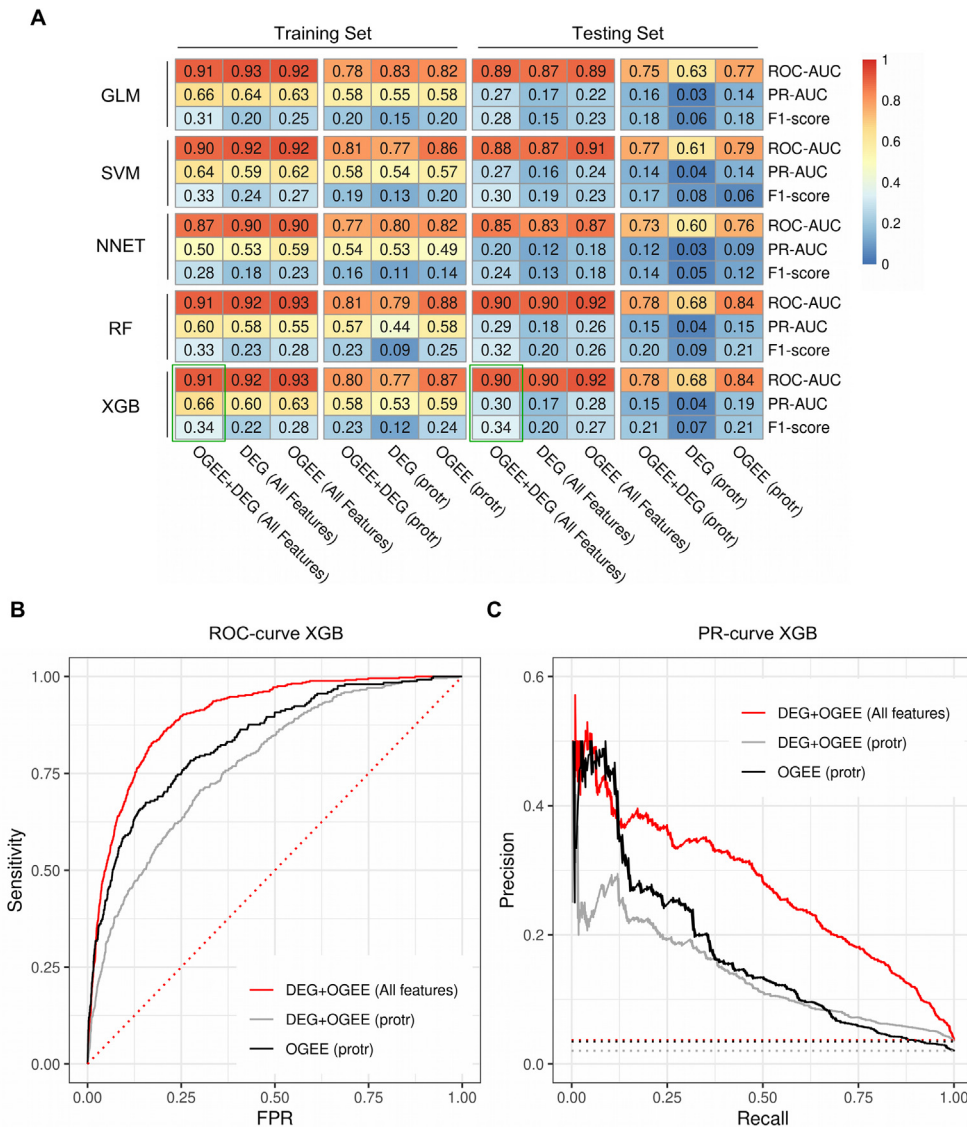 A
Training Set
Testing Set
GLM
0.91 0.93 0.92 0.78 0.83 0.82 0.89 0.87 0.89 0.75 0.63 0.77 ROC-AUC
0.66 0.64 0.63 0.58 0.55 0.58 0.27 0.17 0.22 0.16 0.03 0.14 PR-AUC
0.31 0.20 0.25 0.20 0.15 0.20 0.28 0.15 0.23 0.18 0.06 0.18 F1-score
SVM
0.90 0.92 0.92 0.81 0.77 0.86 0.88 0.87 0.91 0.77 0.61 0.79 ROC-AUC
0.64 0.59 0.62 0.58 0.54 0.57 0.27 0.16 0.24 0.14 0.04 0.14 PR-AUC
0.33 0.24 0.27 0.19 0.13 0.20 0.30 0.19 0.23 0.17 0.08 0.06 F1-score
NNET
0.87 0.90 0.90 0.77 0.80 0.82 0.85 0.83 0.87 0.73 0.60 0.76 ROC-AUC
0.50 0.53 0.59 0.54 0.53 0.49 0.20 0.12 0.18 0.12 0.03 0.09 PR-AUC
0.28 0.18 0.23 0.16 0.11 0.14 0.24 0.13 0.18 0.14 0.05 0.12 F1-score
RF
0.91 0.92 0.93 0.81 0.79 0.88 0.90 0.90 0.92 0.78 0.68 0.84 ROC-AUC
0.60 0.58 0.55 0.57 0.44 0.58 0.29 0.18 0.26 0.15 0.04 0.15 PR-AUC
0.33 0.23 0.28 0.23 0.09 0.25 0.32 0.20 0.26 0.20 0.09 0.21 F1-score
XGB
0.91 0.92 0.93 0.80 0.77 0.87 0.90 0.90 0.92 0.78 0.68 0.84 ROC-AUC
0.66 0.60 0.63 0.58 0.53 0.59 0.30 0.17 0.28 0.15 0.04 0.19 PR-AUC
0.34 0.22 0.28 0.23 0.12 0.24 0.34 0.20 0.27 0.21 0.07 0.21 F1-score
OGEE+DEG (All Features)
DEG (All Features)
OGEE (All Features)
OGEE+DEG (protr)
DEG (protr)
OGEE (protr)
OGEE+DEG (All Features)
DEG (All Features)
OGEE (All Features)
OGEE+DEG (protr)
DEG (protr)
OGEE (protr)
1
0.8
0.6
0.4
0.2
0
B
ROC-curve XGB
Sensitivity
1.00
0.75
0.50
0.25
0.00
DEG+OGEE (All features)
DEG+OGEE (protr)
OGEE (protr)
0.00 0.25 0.50 0.75 1.00
FPR
C
PR-curve XGB
Precision
0.6
0.4
0.2
0.0
DEG+OGEE (All features)
DEG+OGEE (protr)
OGEE (protr)
0.00 0.25 0.50 0.75 1.00
Recall